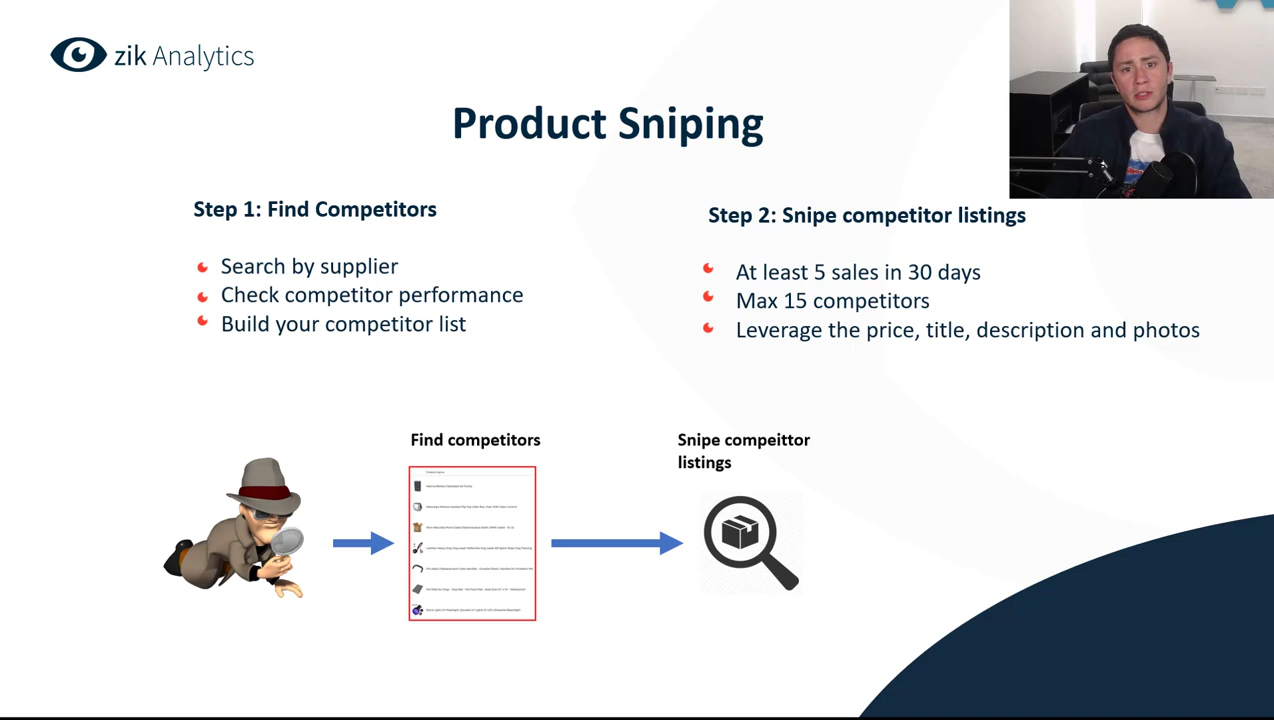 zik Analytics
Product Sniping
Step 1: Find Competitors
Search by supplier
Check competitor performance
Build your competitor list
Step 2: Snipe competitor listings
At least 5 sales in 30 days
Max 15 competitors
Leverage the price, title, description and photos
Find competitors
Snipe compeittor
listings